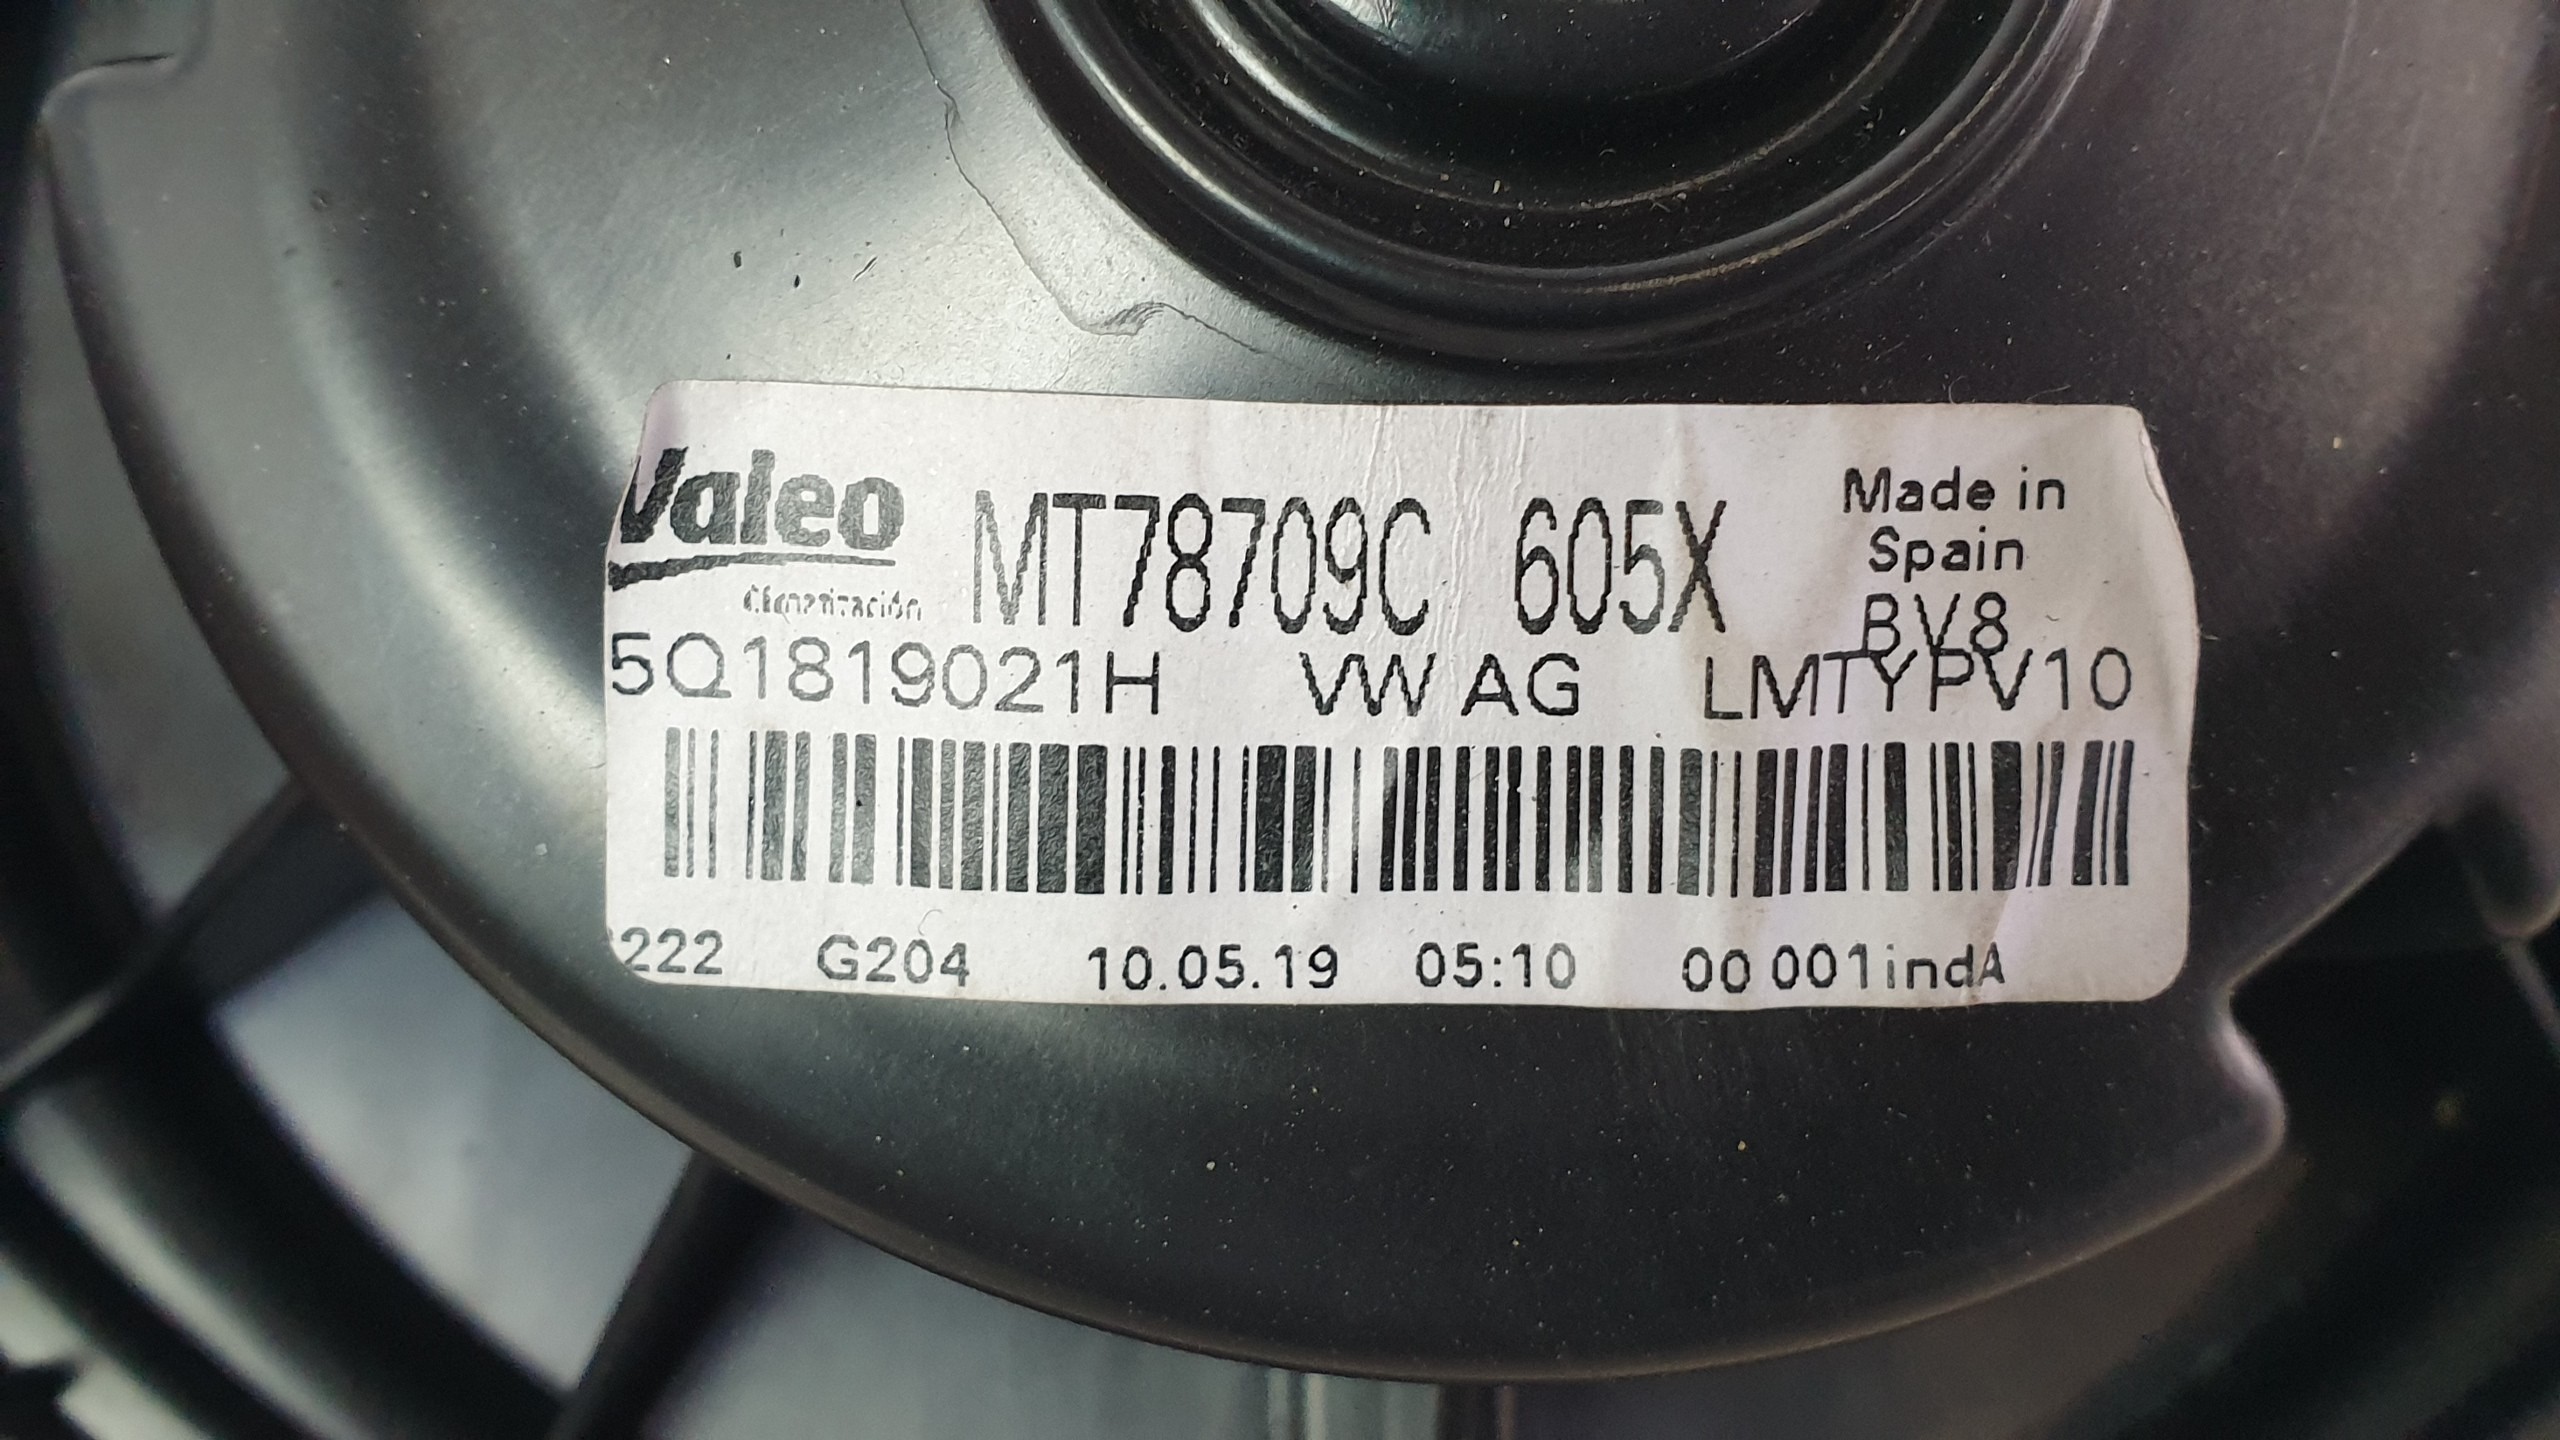 Valeo MT78709C 605X Made in
Spain
Climatización BV8
5Q1819021H VW AG LMTYPV10
222 G204 10.05.19 05:10 00 001indA